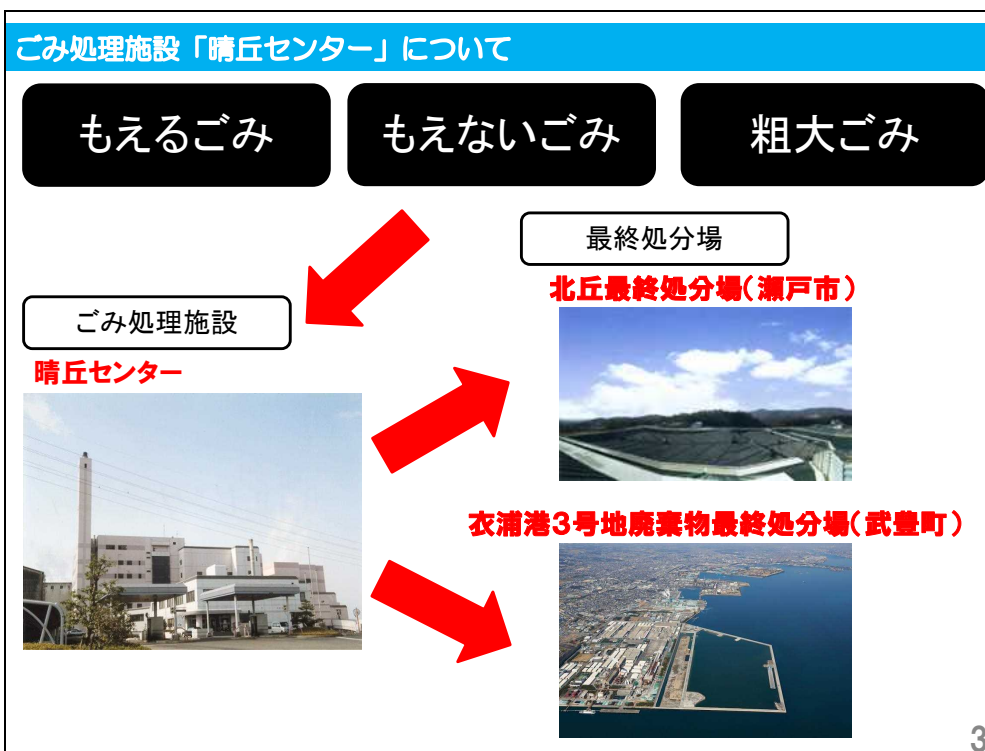 ごみ処理施設「晴丘センター」について
もえるごみ
もえないごみ
粗大ごみ
最終処分場
北丘最終処分場(瀬戸市)
ごみ処理施設
晴丘センター
衣浦港3号地廃棄物最終処分場(武豊町)
3